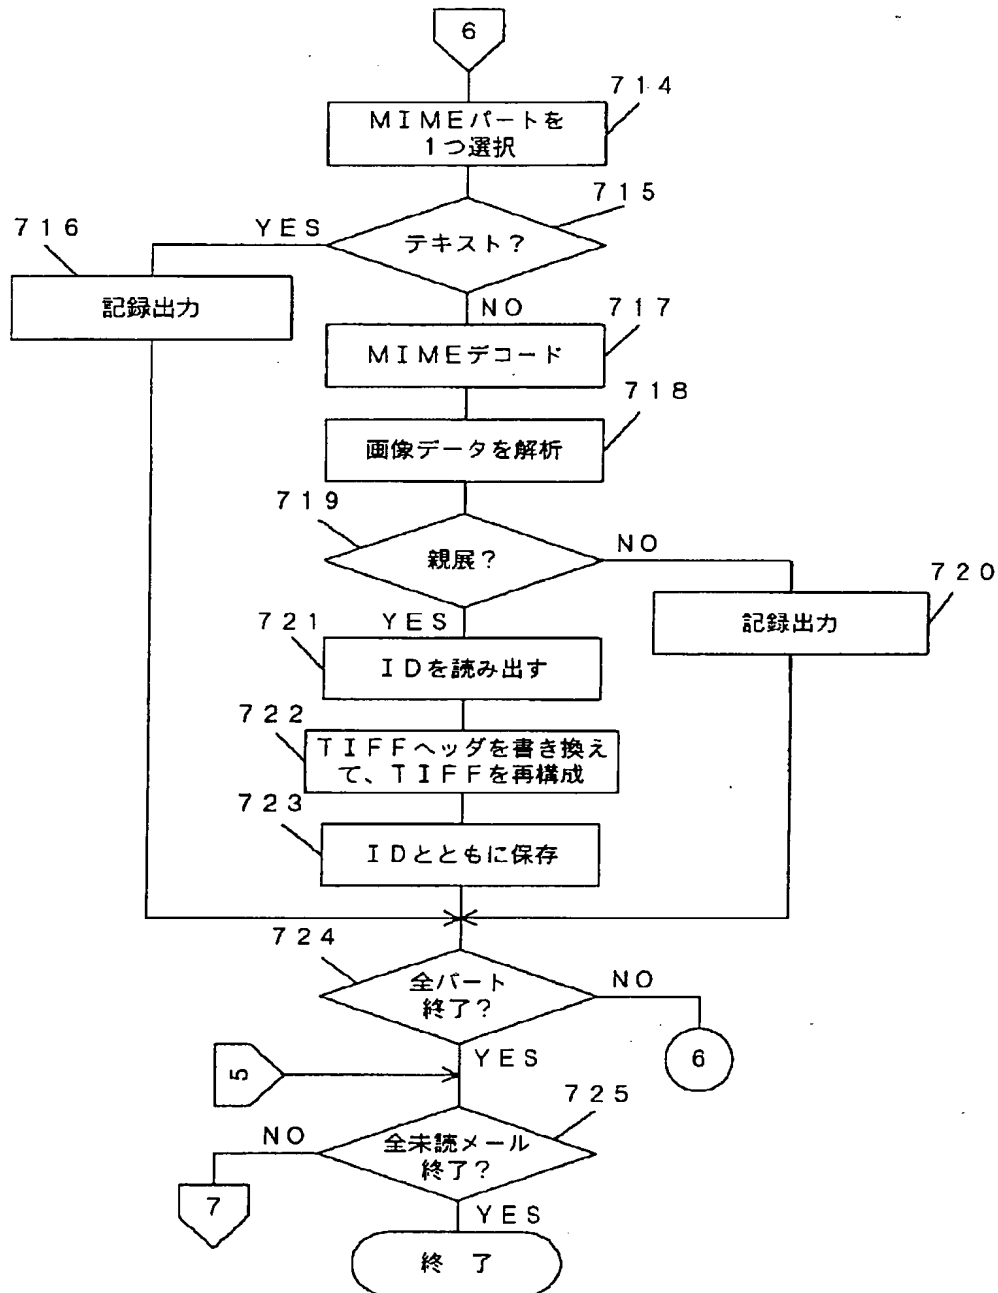 6
714
MIMEパートを
1つ選択
715
テキスト?
YES
716
記録出力
NO
717
MIMEデコード
718
画像データを解析
719
親展?
NO
720
記録出力
YES
721
IDを読み出す
722
TIFFヘッダを書き換え
て、TIFFを再構成
723
IDとともに保存
724
全パート
終了?
NO
6
YES
5
725
全未読メール
終了?
NO
7
YES
終 了